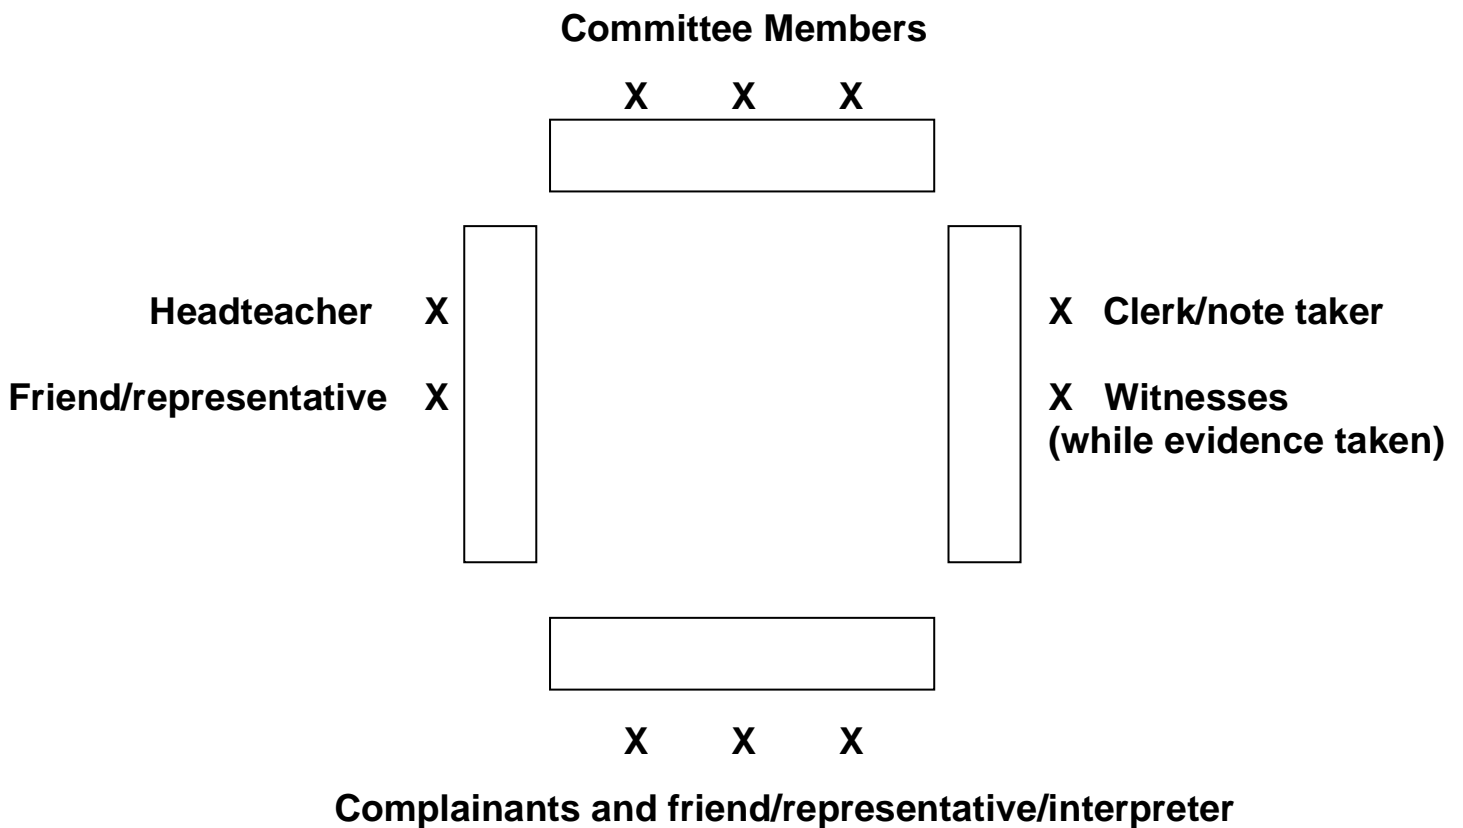 Committee Members
X X X
Headteacher X
X Clerk/note taker
Friend/representative X
X Witnesses
(while evidence taken)
X X X
Complainants and friend/representative/interpreter